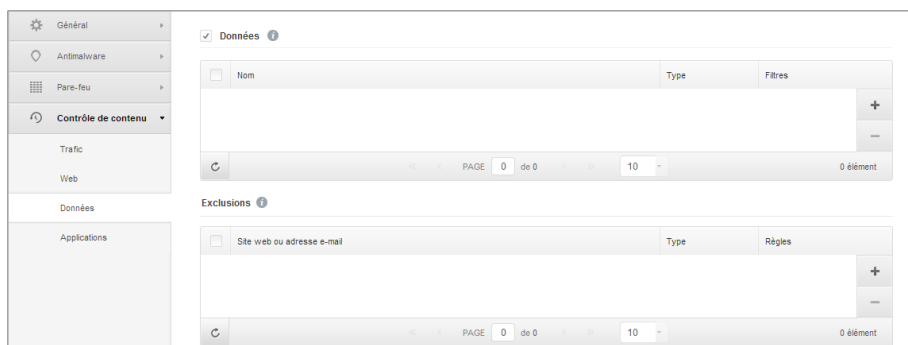 Général
Antimalware
Pare-feu
Contrôle de contenu
Trafic
Web
Données
Applications
Données
Nom Type Filtres
PAGE 0 de 0 10 0 élément
Exclusions
Site web ou adresse e-mail Type Règles
PAGE 0 de 0 10 0 élément